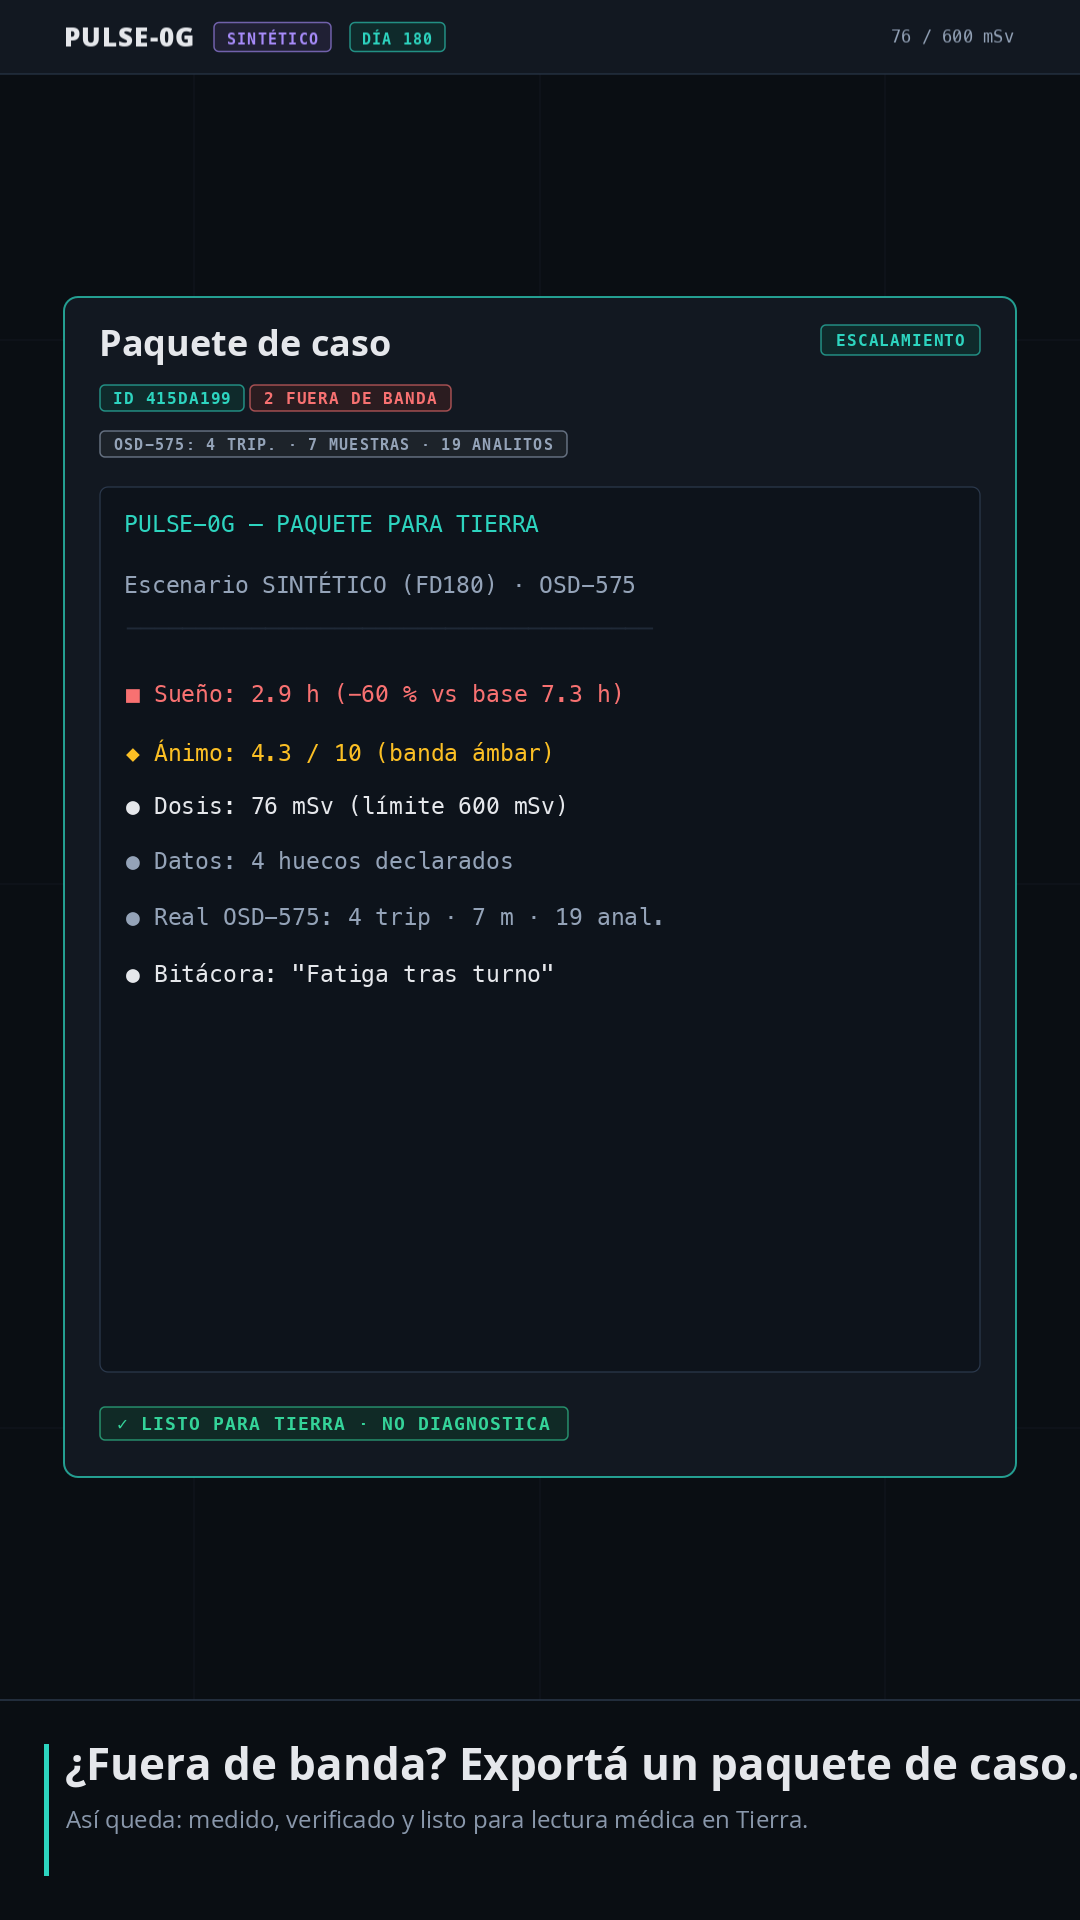 PULSE-0G SINTÉTICO DÍA 180 76 / 600 mSv
Paquete de caso ESCALAMIENTO
ID 415DA199 2 FUERA DE BANDA
OSD-575: 4 TRIP. · 7 MUESTRAS · 19 ANALITOS
PULSE-0G — PAQUETE PARA TIERRA
Escenario SINTÉTICO (FD180) · OSD-575
■ Sueño: 2.9 h (-60 % vs base 7.3 h)
◆ Ánimo: 4.3 / 10 (banda ámbar)
● Dosis: 76 mSv (límite 600 mSv)
● Datos: 4 huecos declarados
● Real OSD-575: 4 trip · 7 m · 19 anal.
● Bitácora: "Fatiga tras turno"
✓ LISTO PARA TIERRA · NO DIAGNOSTICA
¿Fuera de banda? Exportá un paquete de caso.
Así queda: medido, verificado y listo para lectura médica en Tierra.